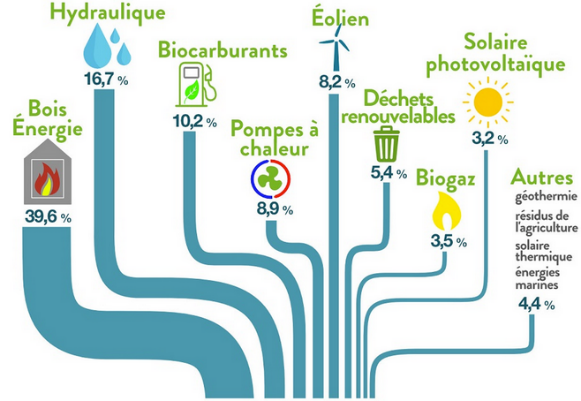 Hydraulique
16,7 %
Biocarburants
10,2 %
Éolien
8,2 %
Solaire
photovoltaïque
3,2 %
Bois
Énergie
39,6 %
Pompes à
chaleur
8,9 %
Déchets
renouvelables
5,4 %
Biogaz
3,5 %
Autres
géothermie
résidus de
l'agriculture
solaire
thermique
énergies
marines
4,4 %